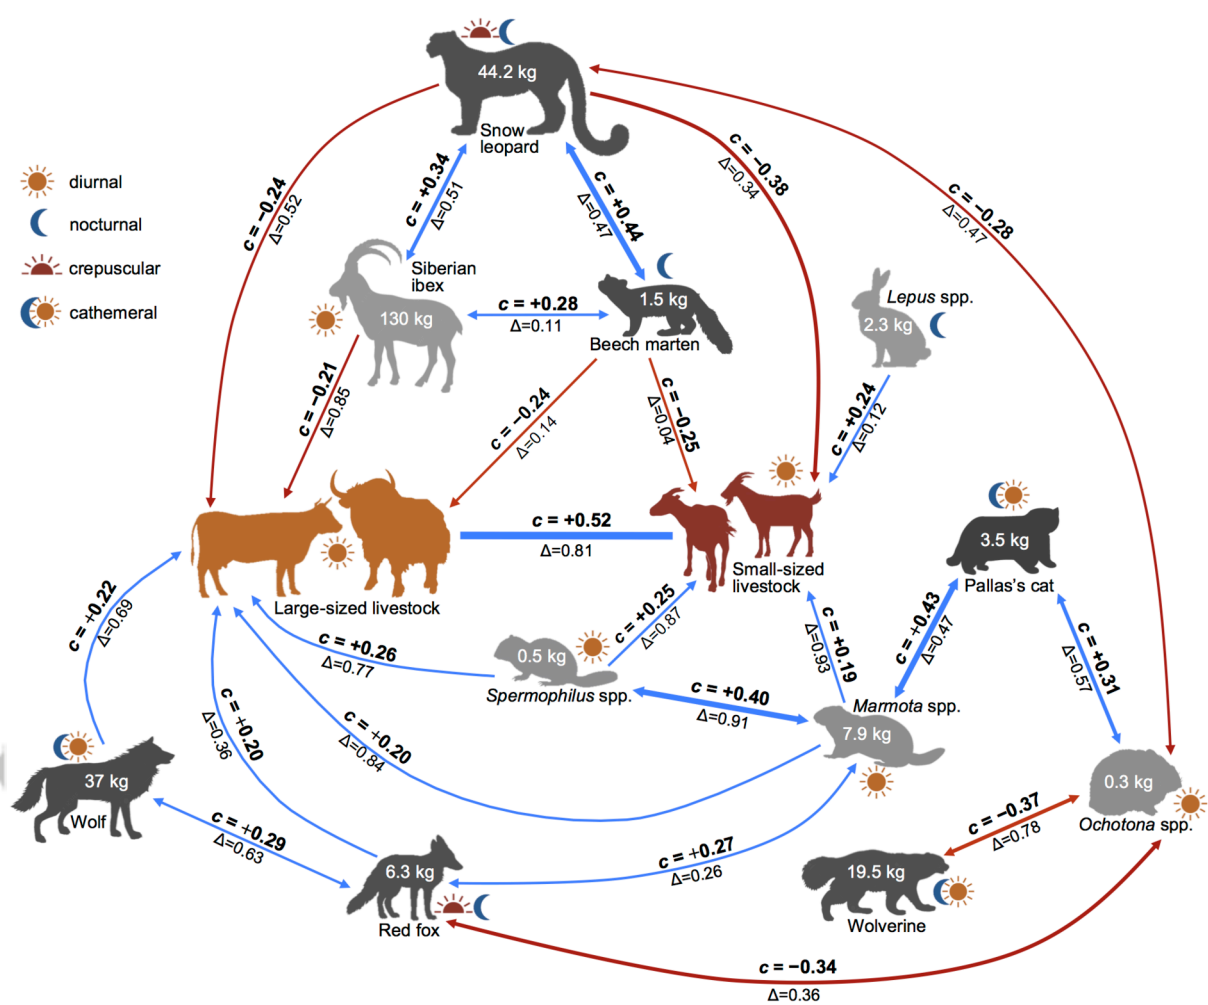 44.2 kg
Snow
leopard
diurnal
nocturnal
crepuscular
cathemeral
c = −0.24
Δ=0.52
c = +0.34
Δ=0.51
c = +0.44
Δ=0.47
c = −0.38
Δ=0.34
c = −0.28
Δ=0.47
Siberian
ibex
130 kg
c = +0.28
Δ=0.11
1.5 kg
Beech marten
Lepus spp.
2.3 kg
c = −0.21
Δ=0.85
c = −0.24
Δ=0.14
c = −0.25
Δ=0.04
c = +0.24
Δ=0.12
c = +0.52
Δ=0.81
Large-sized livestock
Small-sized
livestock
3.5 kg
Pallas's cat
c = +0.22
Δ=0.69
c = +0.26
Δ=0.77
0.5 kg
Spermophilus spp.
c = +0.25
Δ=0.87
c = +0.19
Δ=0.93
c = +0.43
Δ=0.47
c = +0.31
Δ=0.57
c = +0.40
Δ=0.91
Marmota spp.
7.9 kg
c = +0.20
Δ=0.36
c = +0.20
Δ=0.84
37 kg
Wolf
0.3 kg
Ochotona spp.
c = −0.37
Δ=0.78
c = +0.29
Δ=0.63
c = +0.27
Δ=0.26
6.3 kg
Red fox
19.5 kg
Wolverine
c = −0.34
Δ=0.36